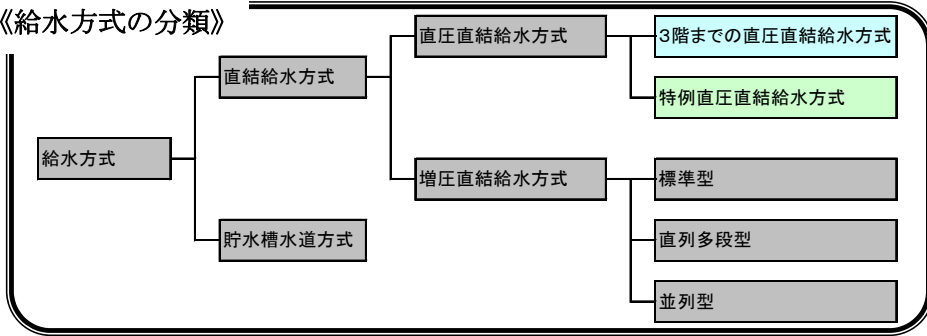 《給水方式の分類》
直圧直結給水方式
3階までの直圧直結給水方式
直結給水方式
特例直圧直結給水方式
給水方式
増圧直結給水方式
標準型
貯水槽水道方式
直列多段型
並列型